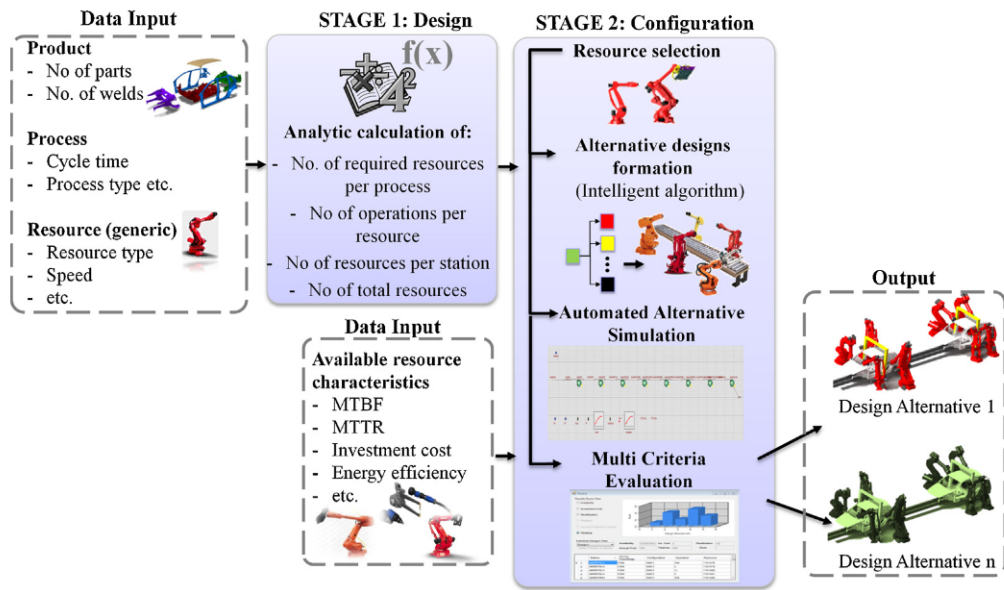 Data Input
Product
- No of parts
- No. of welds
Process
- Cycle time
- Process type etc.
Resource (generic)
- Resource type
- Speed
- etc.
STAGE 1: Design
f(x)
Analytic calculation of:
- No. of required resources
per process
- No of operations per
resource
- No of resources per station
- No of total resources
Data Input
Available resource
characteristics
- MTBF
- MTTR
- Investment cost
- Energy efficiency
- etc.
STAGE 2: Configuration
Resource selection
Alternative designs
formation
(Intelligent algorithm)
Automated Alternative
Simulation
Multi Criteria
Evaluation
Output
Design Alternative 1
Design Alternative n